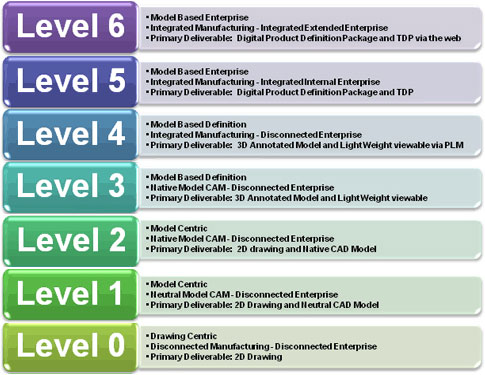 Level 6
• Model Based Enterprise
• Integrated Manufacturing - Integrated Extended Enterprise
• Primary Deliverable: Digital Product Definition Package and TDP via the web
Level 5
• Model Based Enterprise
• Integrated Manufacturing - Integrated Internal Enterprise
• Primary Deliverable: Digital Product Definition Package and TDP
Level 4
• Model Based Definition
• Integrated Manufacturing - Disconnected Enterprise
• Primary Deliverable: 3D Annotated Model and Light Weight viewable via PLM
Level 3
• Model Based Definition
• Native Model CAM - Disconnected Enterprise
• Primary Deliverable: 3D Annotated Model and Light Weight viewable
Level 2
• Model Centric
• Native Model CAM - Disconnected Enterprise
• Primary Deliverable: 2D drawing and Native CAD Model
Level 1
• Model Centric
• Neutral Model CAM - Disconnected Enterprise
• Primary Deliverable: 2D Drawing and Neutral CAD Model
Level 0
• Drawing Centric
• Disconnected Manufacturing - Disconnected Enterprise
• Primary Deliverable: 2D Drawing